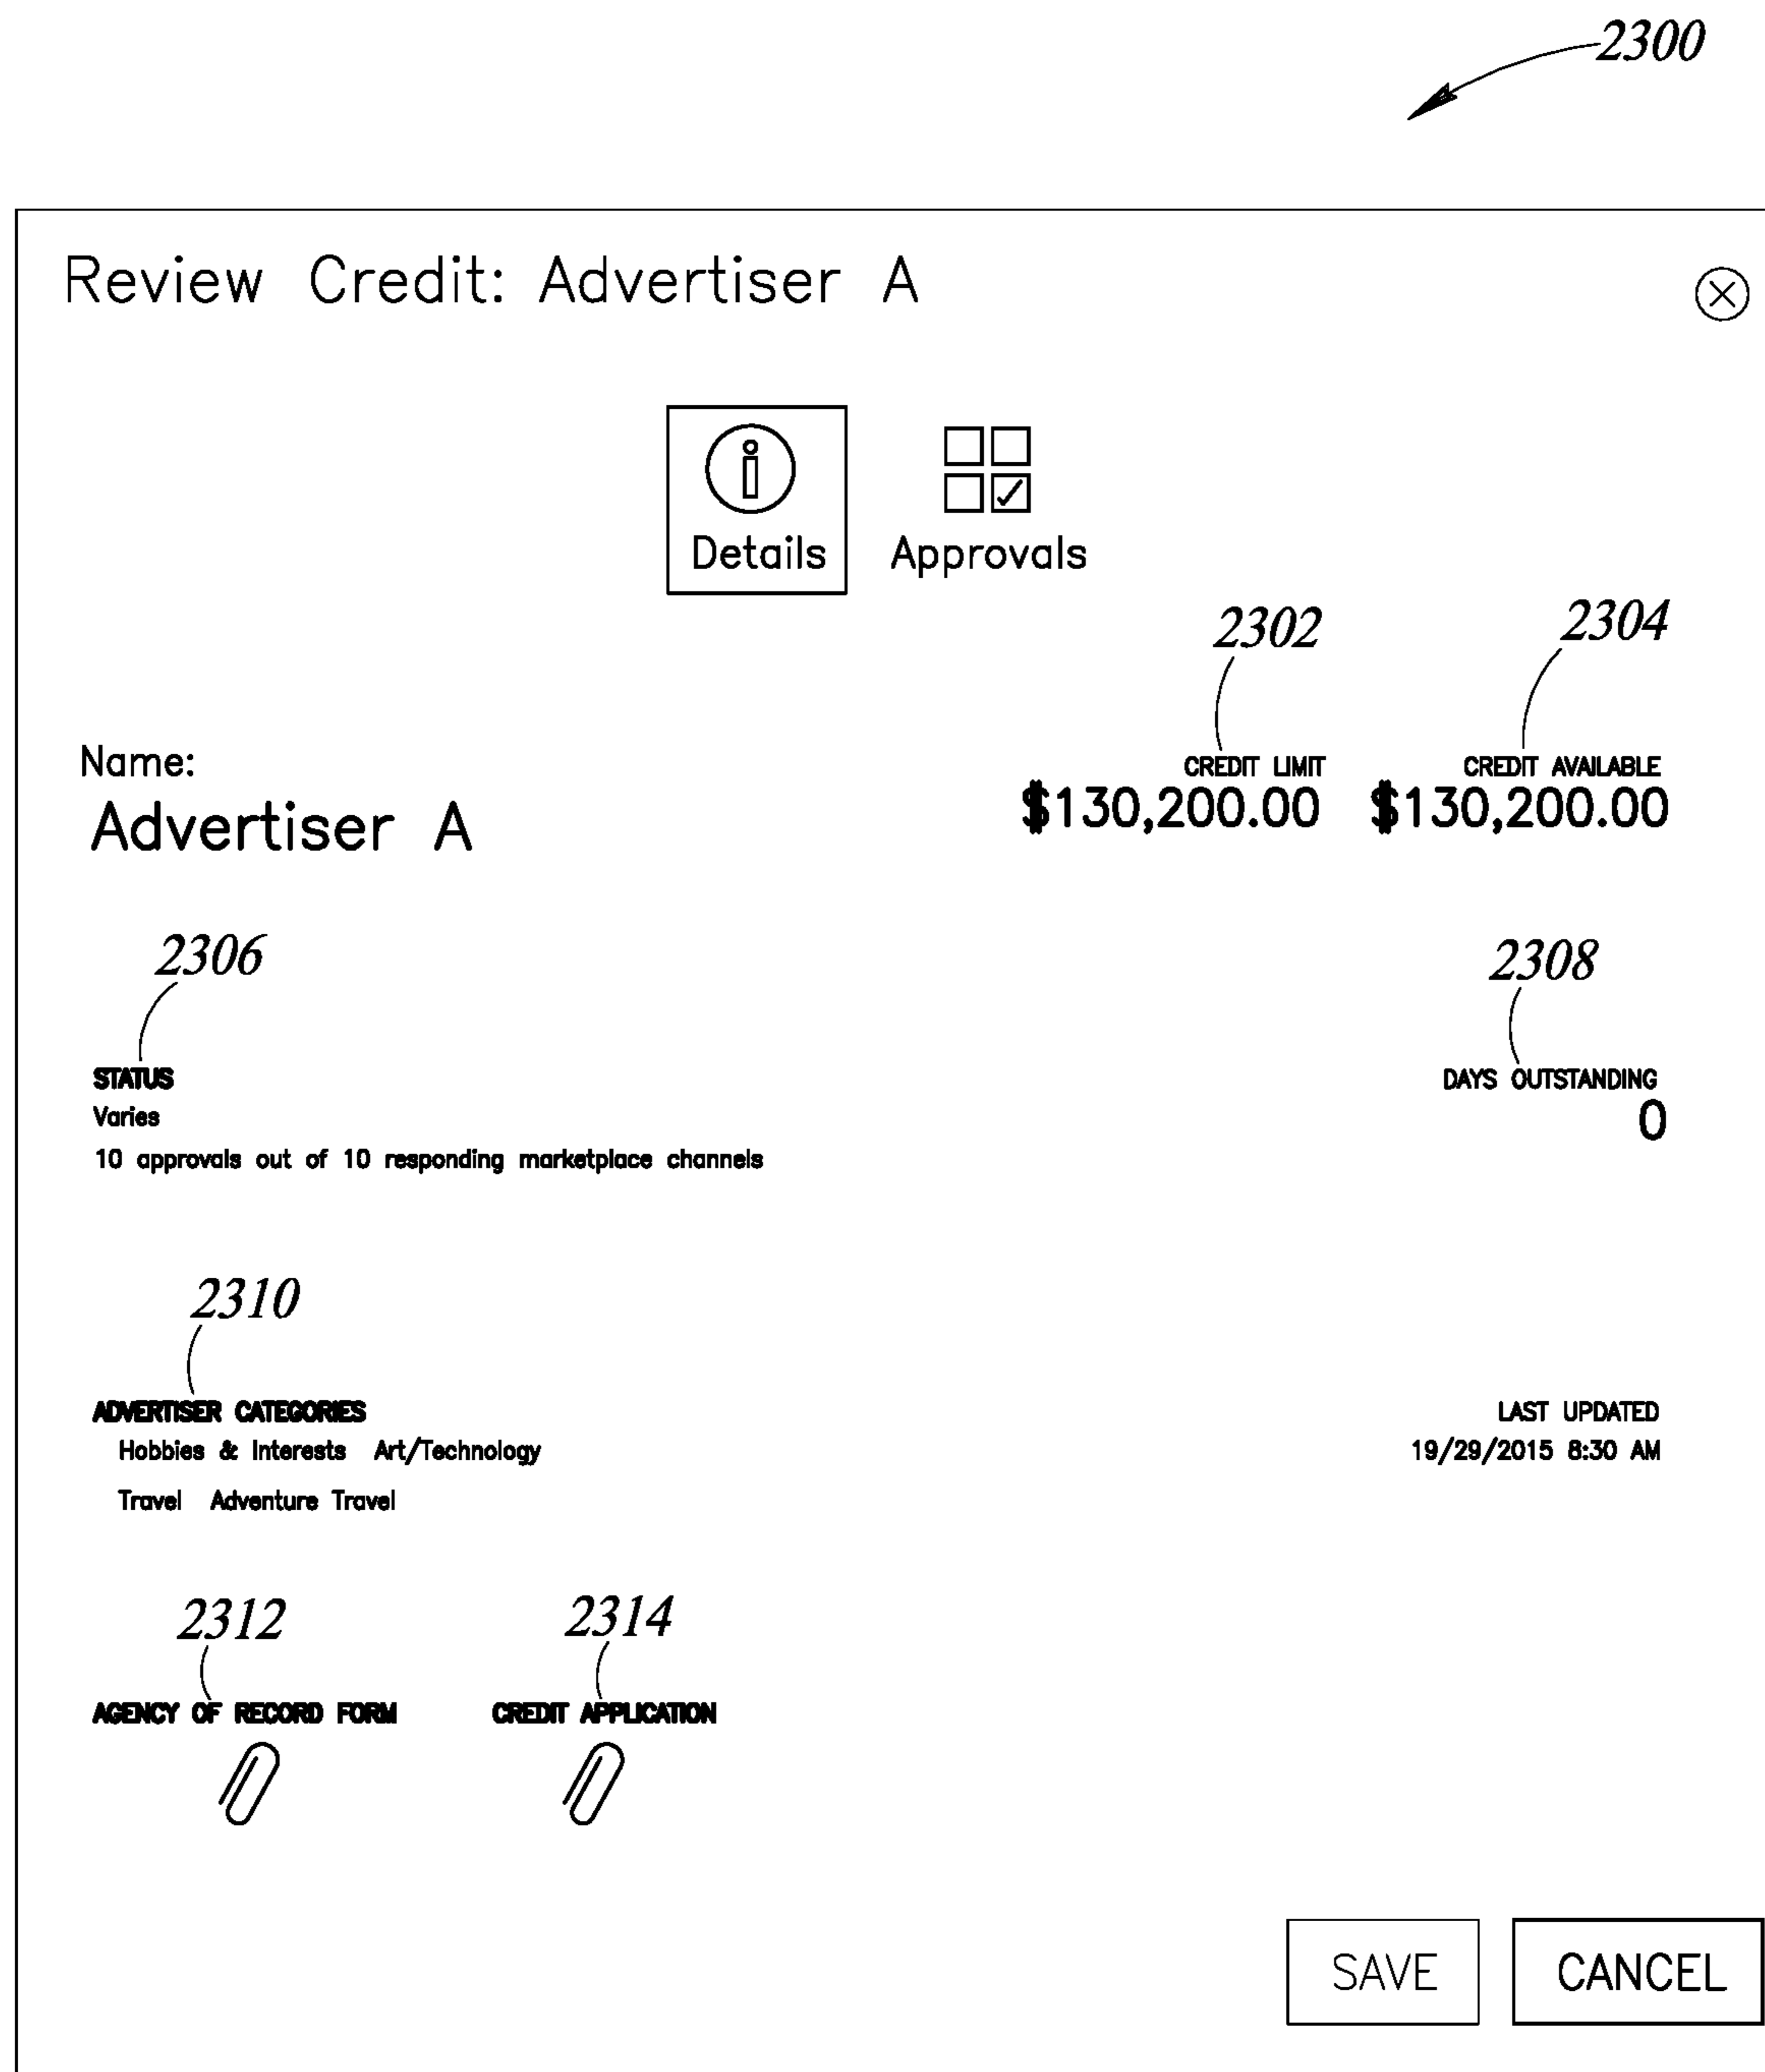 2300
Review Credit: Advertiser A
Details Approvals
2302 2304
Name: CREDIT LIMIT CREDIT AVAILABLE
Advertiser A $130,200.00 $130,200.00
2306 2308
STATUS DAYS OUTSTANDING
Varies 0
10 approvals out of 10 responding marketplace channels
2310
ADVERTISER CATEGORIES LAST UPDATED
Hobbies & Interests Art/Technology 19/29/2015 8:30 AM
Travel Adventure Travel
2312 2314
AGENCY OF RECORD FORM CREDIT APPLICATION
SAVE CANCEL